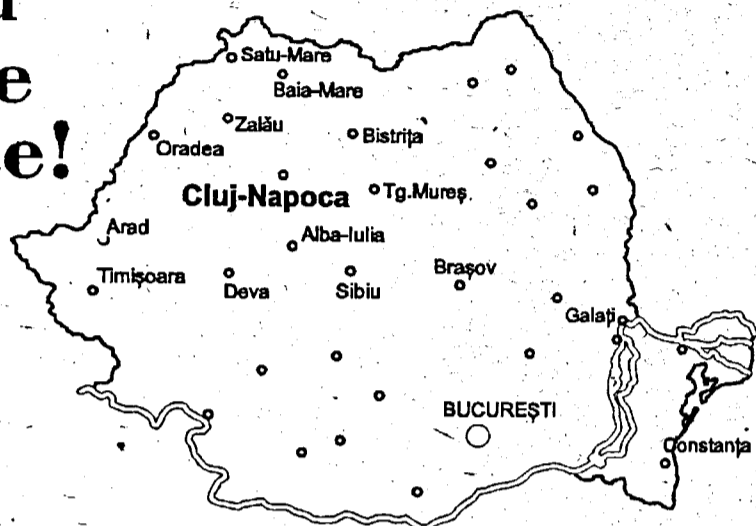 e!
Satu-Mare
Baia-Mare
Zalău
Oradea
Bistrița
Cluj-Napoca
Tg.Mureș
Arad
Alba-Iulia
Timișoara
Deva
Sibiu
Brașov
Galați
BUCUREȘTI
Constanța